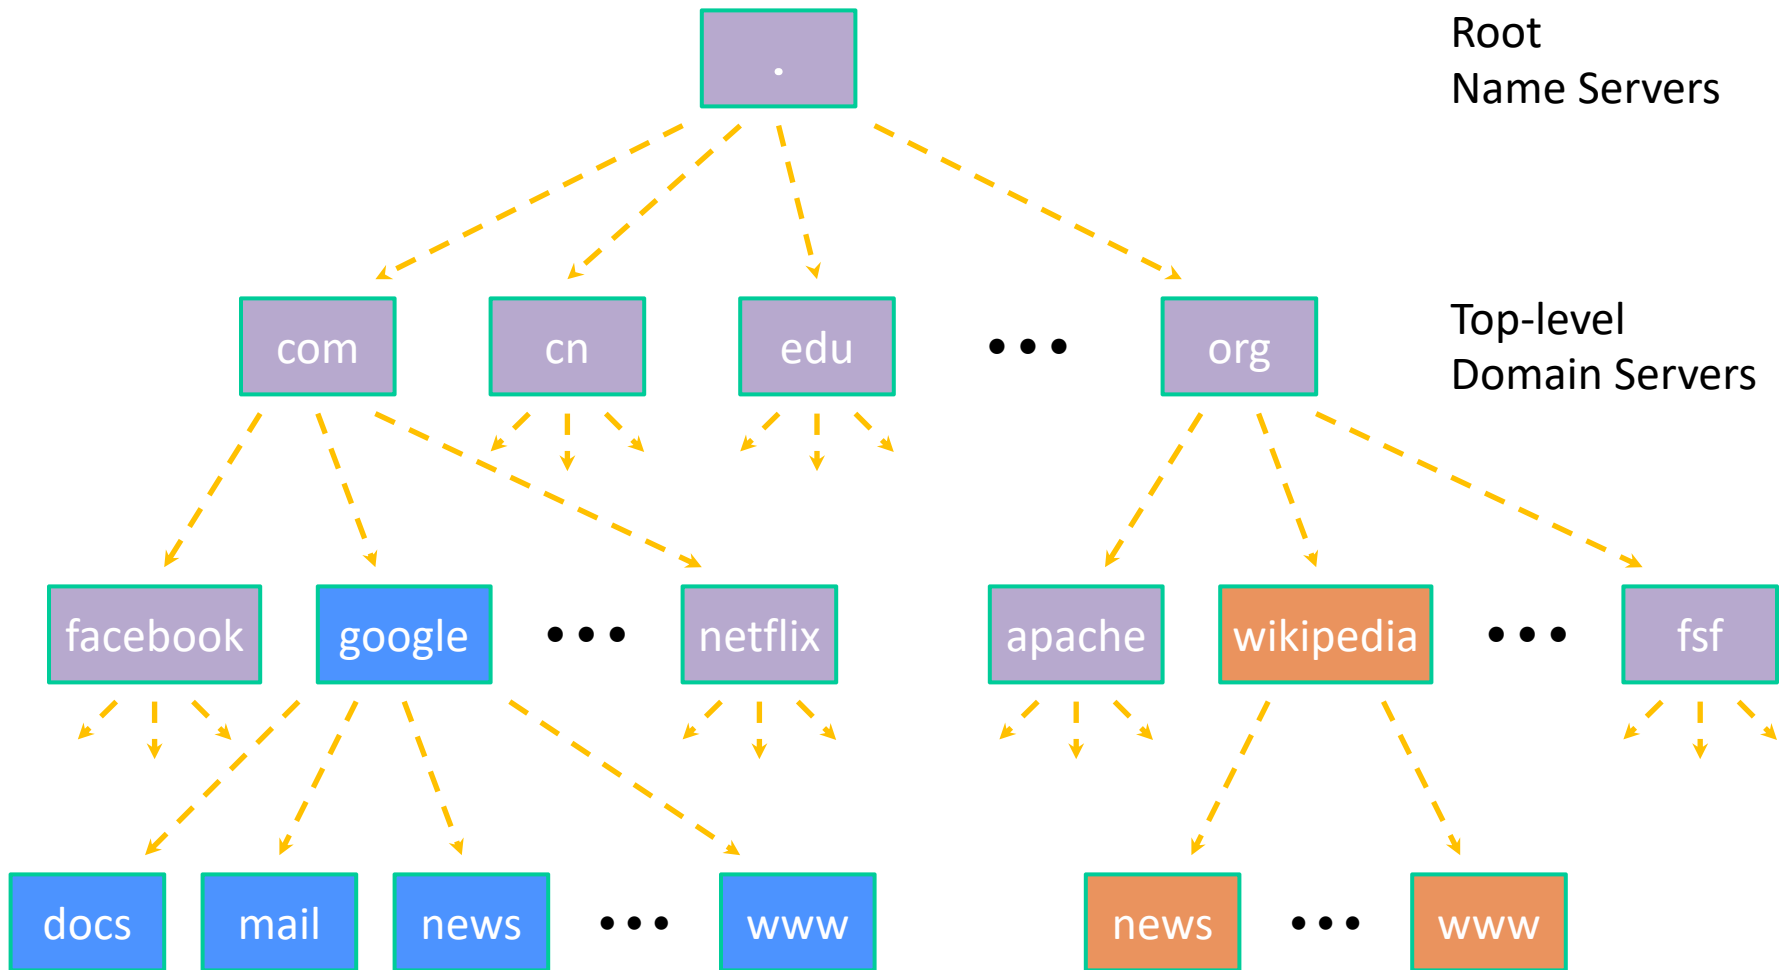 .
Root
Name Servers
com
cn
edu
•••
org
Top-level
Domain Servers
facebook
google
•••
netflix
apache
wikipedia
•••
fsf
docs
mail
news
•••
www
news
•••
www